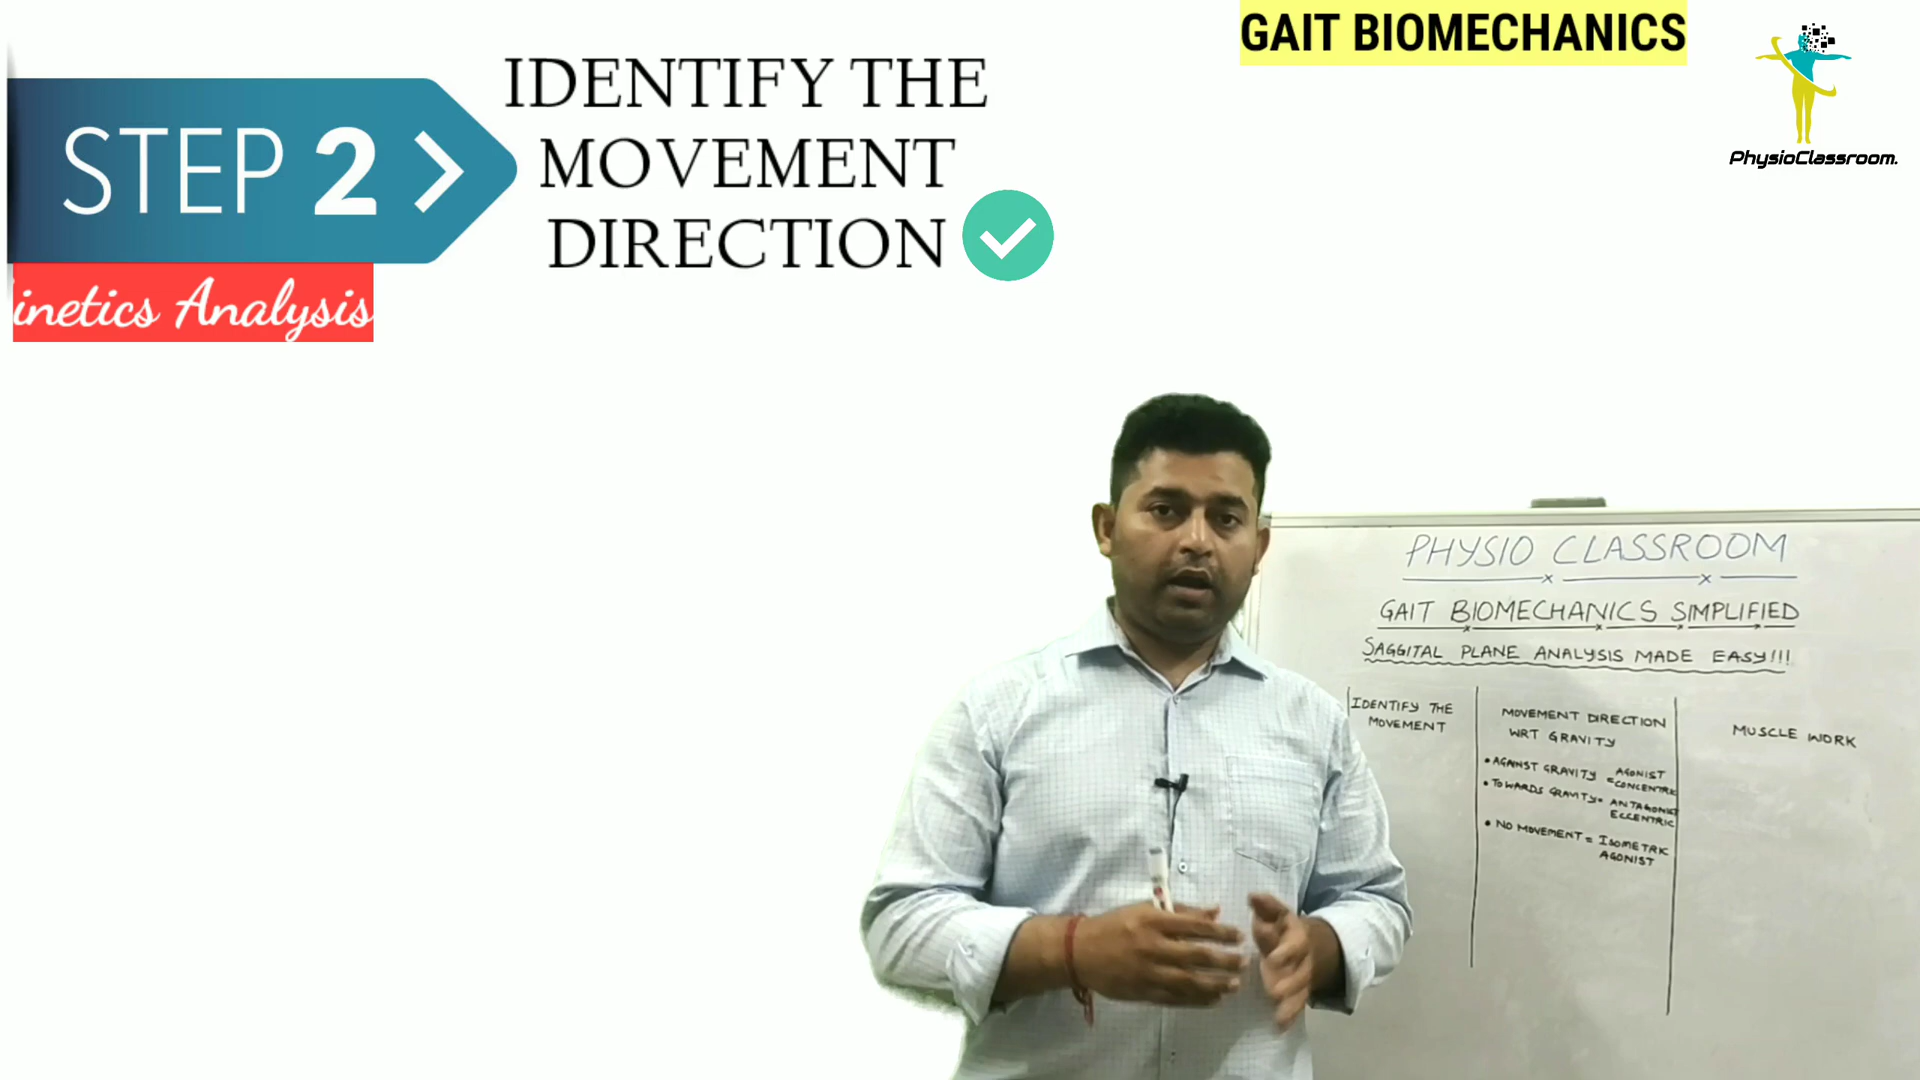 GAIT BIOMECHANICS
STEP 2 >
IDENTIFY THE
MOVEMENT
DIRECTION
inetics Analysis
PhysioClassroom.
PHYSIO CLASSROOM
GAIT BIOMECHANICS SIMPLIFIED
SAGGITAL PLANE ANALYSIS MADE EASY!!!
IDENTIFY THE
MOVEMENT
MOVEMENT DIRECTION
WRT GRAVITY
• AGAINST GRAVITY = AGONIST
CONCENTRIC
• TOWARDS GRAVITY = ANTAGONIST
ECCENTRIC
• NO MOVEMENT = ISOMETRIC
AGONIST
MUSCLE WORK